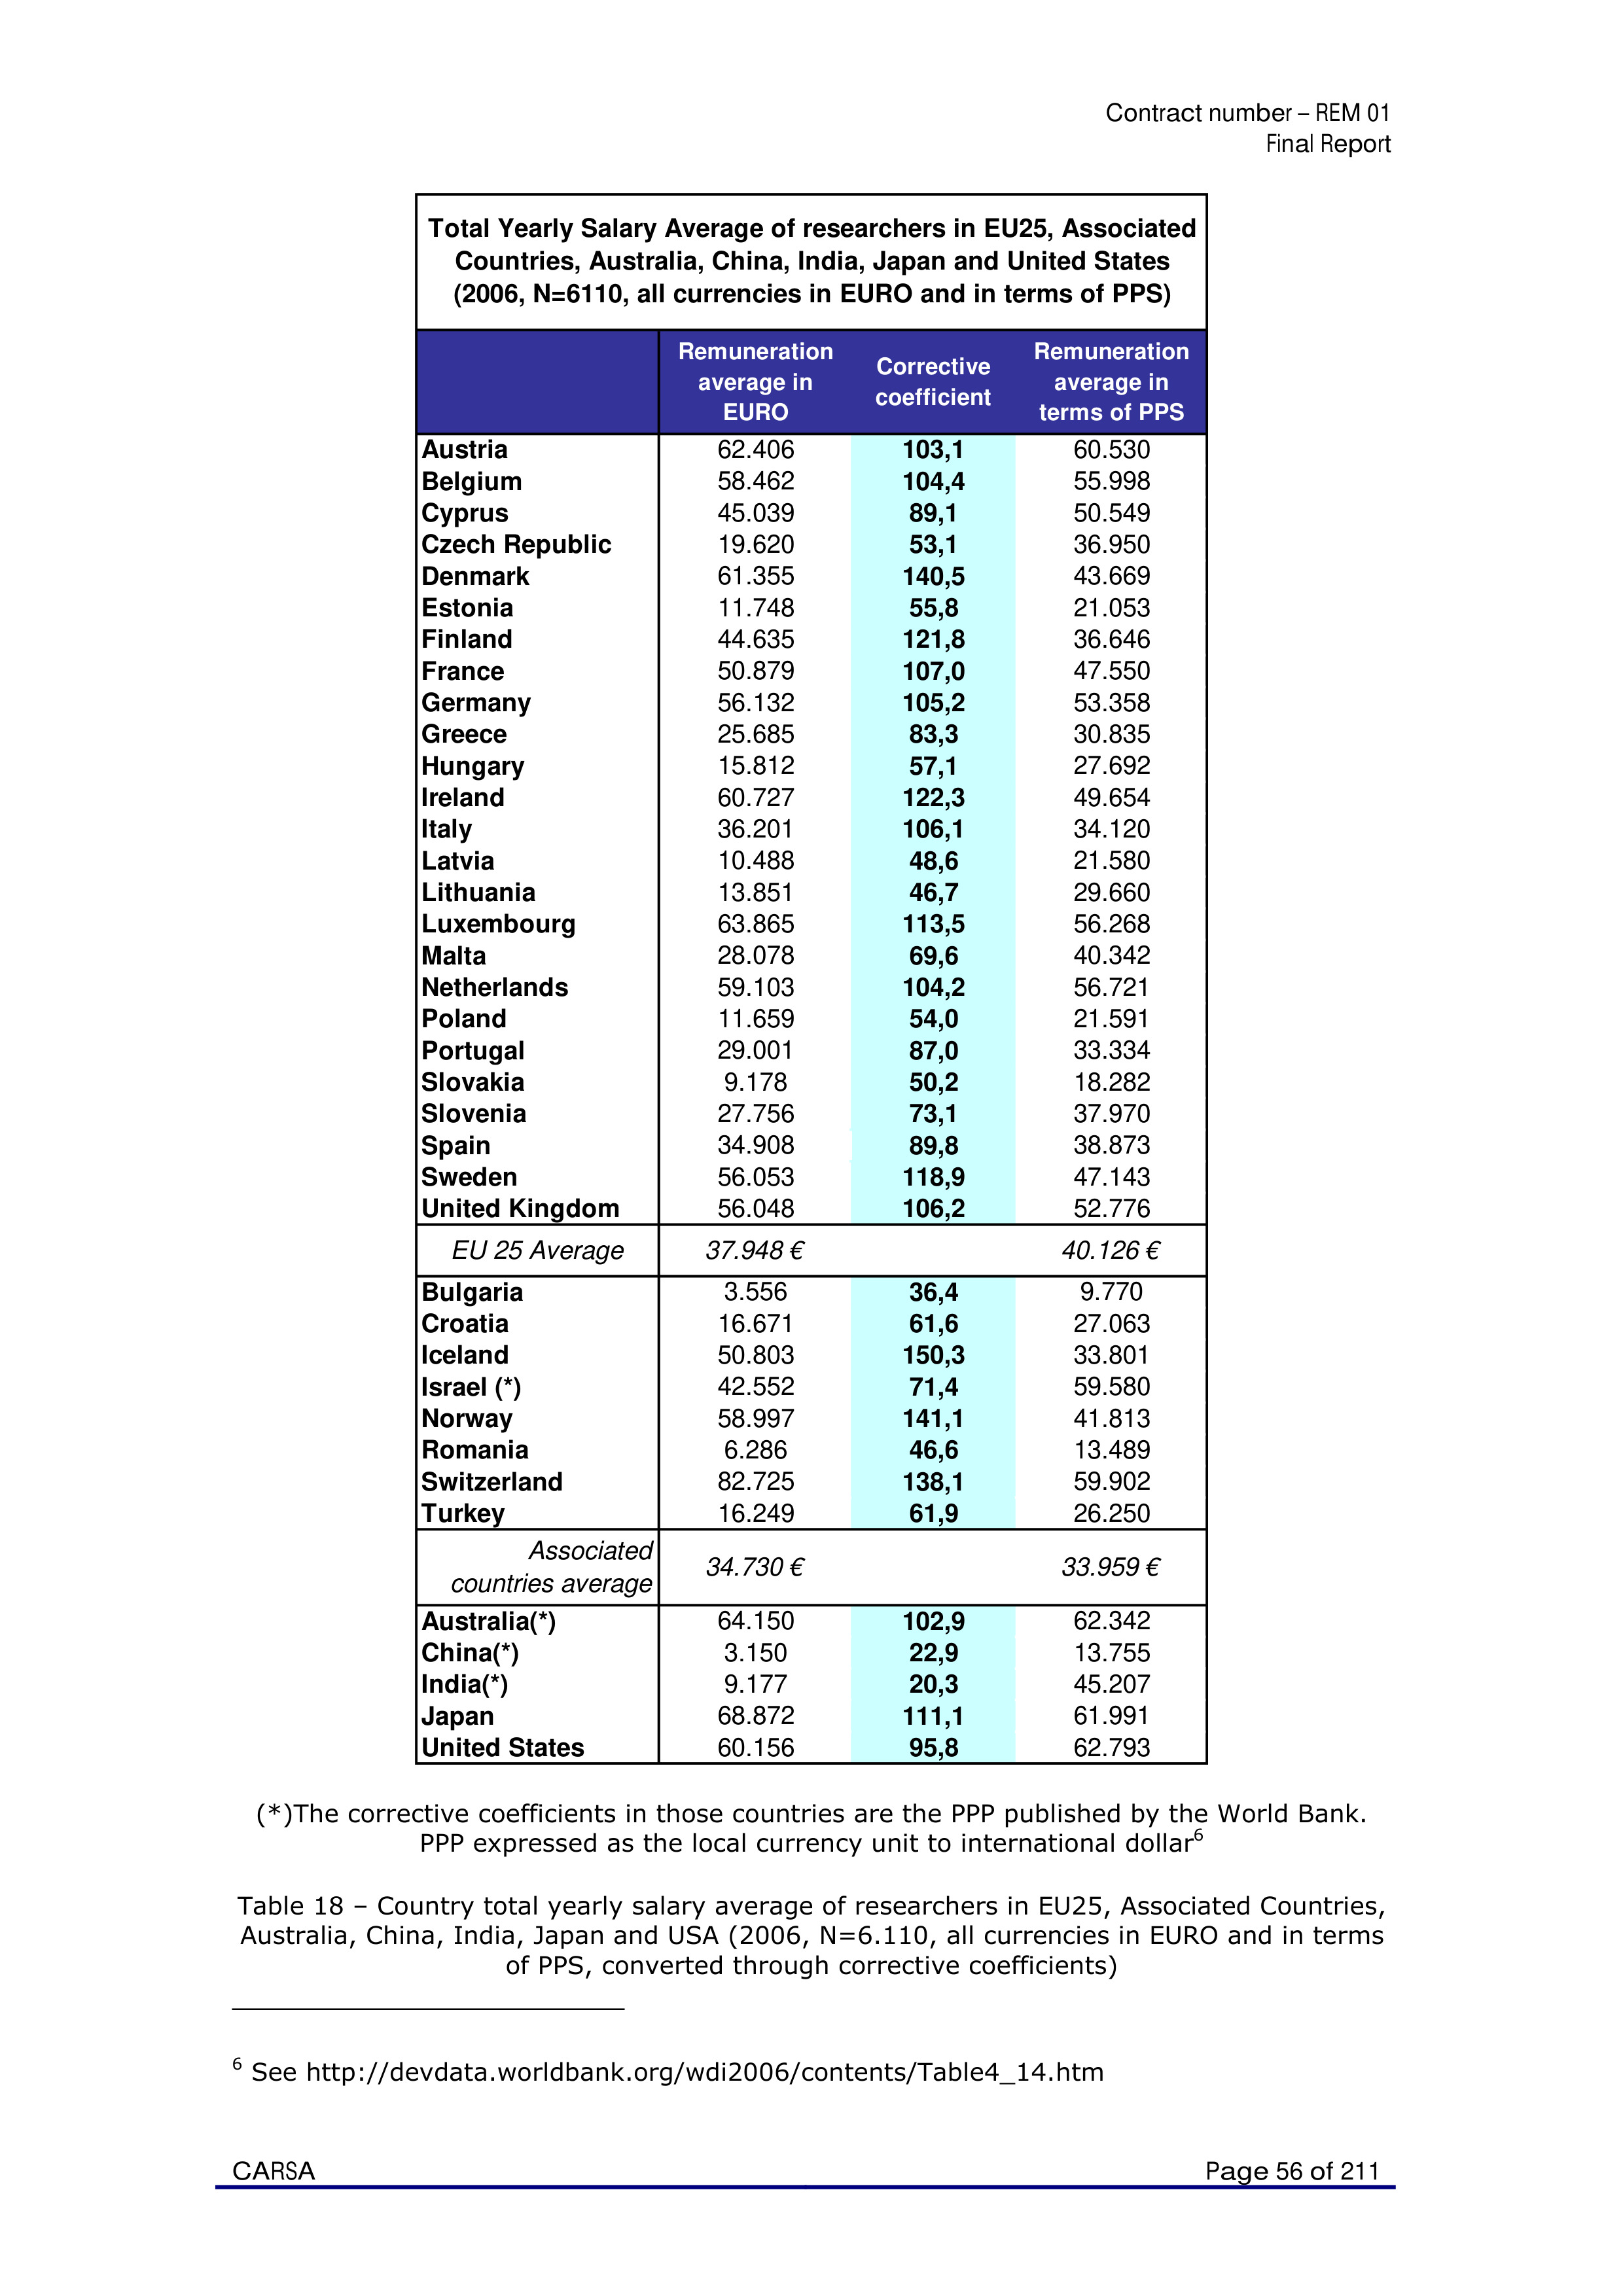 Contract number – REM 01
Final Report
Total Yearly Salary Average of researchers in EU25, Associated
Countries, Australia, China, India, Japan and United States
(2006, N=6110, all currencies in EURO and in terms of PPS)
Remuneration average in EURO Corrective coefficient Remuneration average in terms of PPS
Austria 62.406 103,1 60.530
Belgium 58.462 104,4 55.998
Cyprus 45.039 89,1 50.549
Czech Republic 19.620 53,1 36.950
Denmark 61.355 140,5 43.669
Estonia 11.748 55,8 21.053
Finland 44.635 121,8 36.646
France 50.879 107,0 47.550
Germany 56.132 105,2 53.358
Greece 25.685 83,3 30.835
Hungary 15.812 57,1 27.692
Ireland 60.727 122,3 49.654
Italy 36.201 106,1 34.120
Latvia 10.488 48,6 21.580
Lithuania 13.851 46,7 29.660
Luxembourg 63.865 113,5 56.268
Malta 28.078 69,6 40.342
Netherlands 59.103 104,2 56.721
Poland 11.659 54,0 21.591
Portugal 29.001 87,0 33.334
Slovakia 9.178 50,2 18.282
Slovenia 27.756 73,1 37.970
Spain 34.908 89,8 38.873
Sweden 56.053 118,9 47.143
United Kingdom 56.048 106,2 52.776
EU 25 Average 37.948 € 40.126 €
Bulgaria 3.556 36,4 9.770
Croatia 16.671 61,6 27.063
Iceland 50.803 150,3 33.801
Israel (*) 42.552 71,4 59.580
Norway 58.997 141,1 41.813
Romania 6.286 46,6 13.489
Switzerland 82.725 138,1 59.902
Turkey 16.249 61,9 26.250
Associated countries average 34.730 € 33.959 €
Australia(*) 64.150 102,9 62.342
China(*) 3.150 22,9 13.755
India(*) 9.177 20,3 45.207
Japan 68.872 111,1 61.991
United States 60.156 95,8 62.793
(*)The corrective coefficients in those countries are the PPP published by the World Bank.
PPP expressed as the local currency unit to international dollar6
Table 18 – Country total yearly salary average of researchers in EU25, Associated Countries,
Australia, China, India, Japan and USA (2006, N=6.110, all currencies in EURO and in terms
of PPS, converted through corrective coefficients)
6 See http://devdata.worldbank.org/wdi2006/contents/Table4_14.htm
CARSA Page 56 of 211